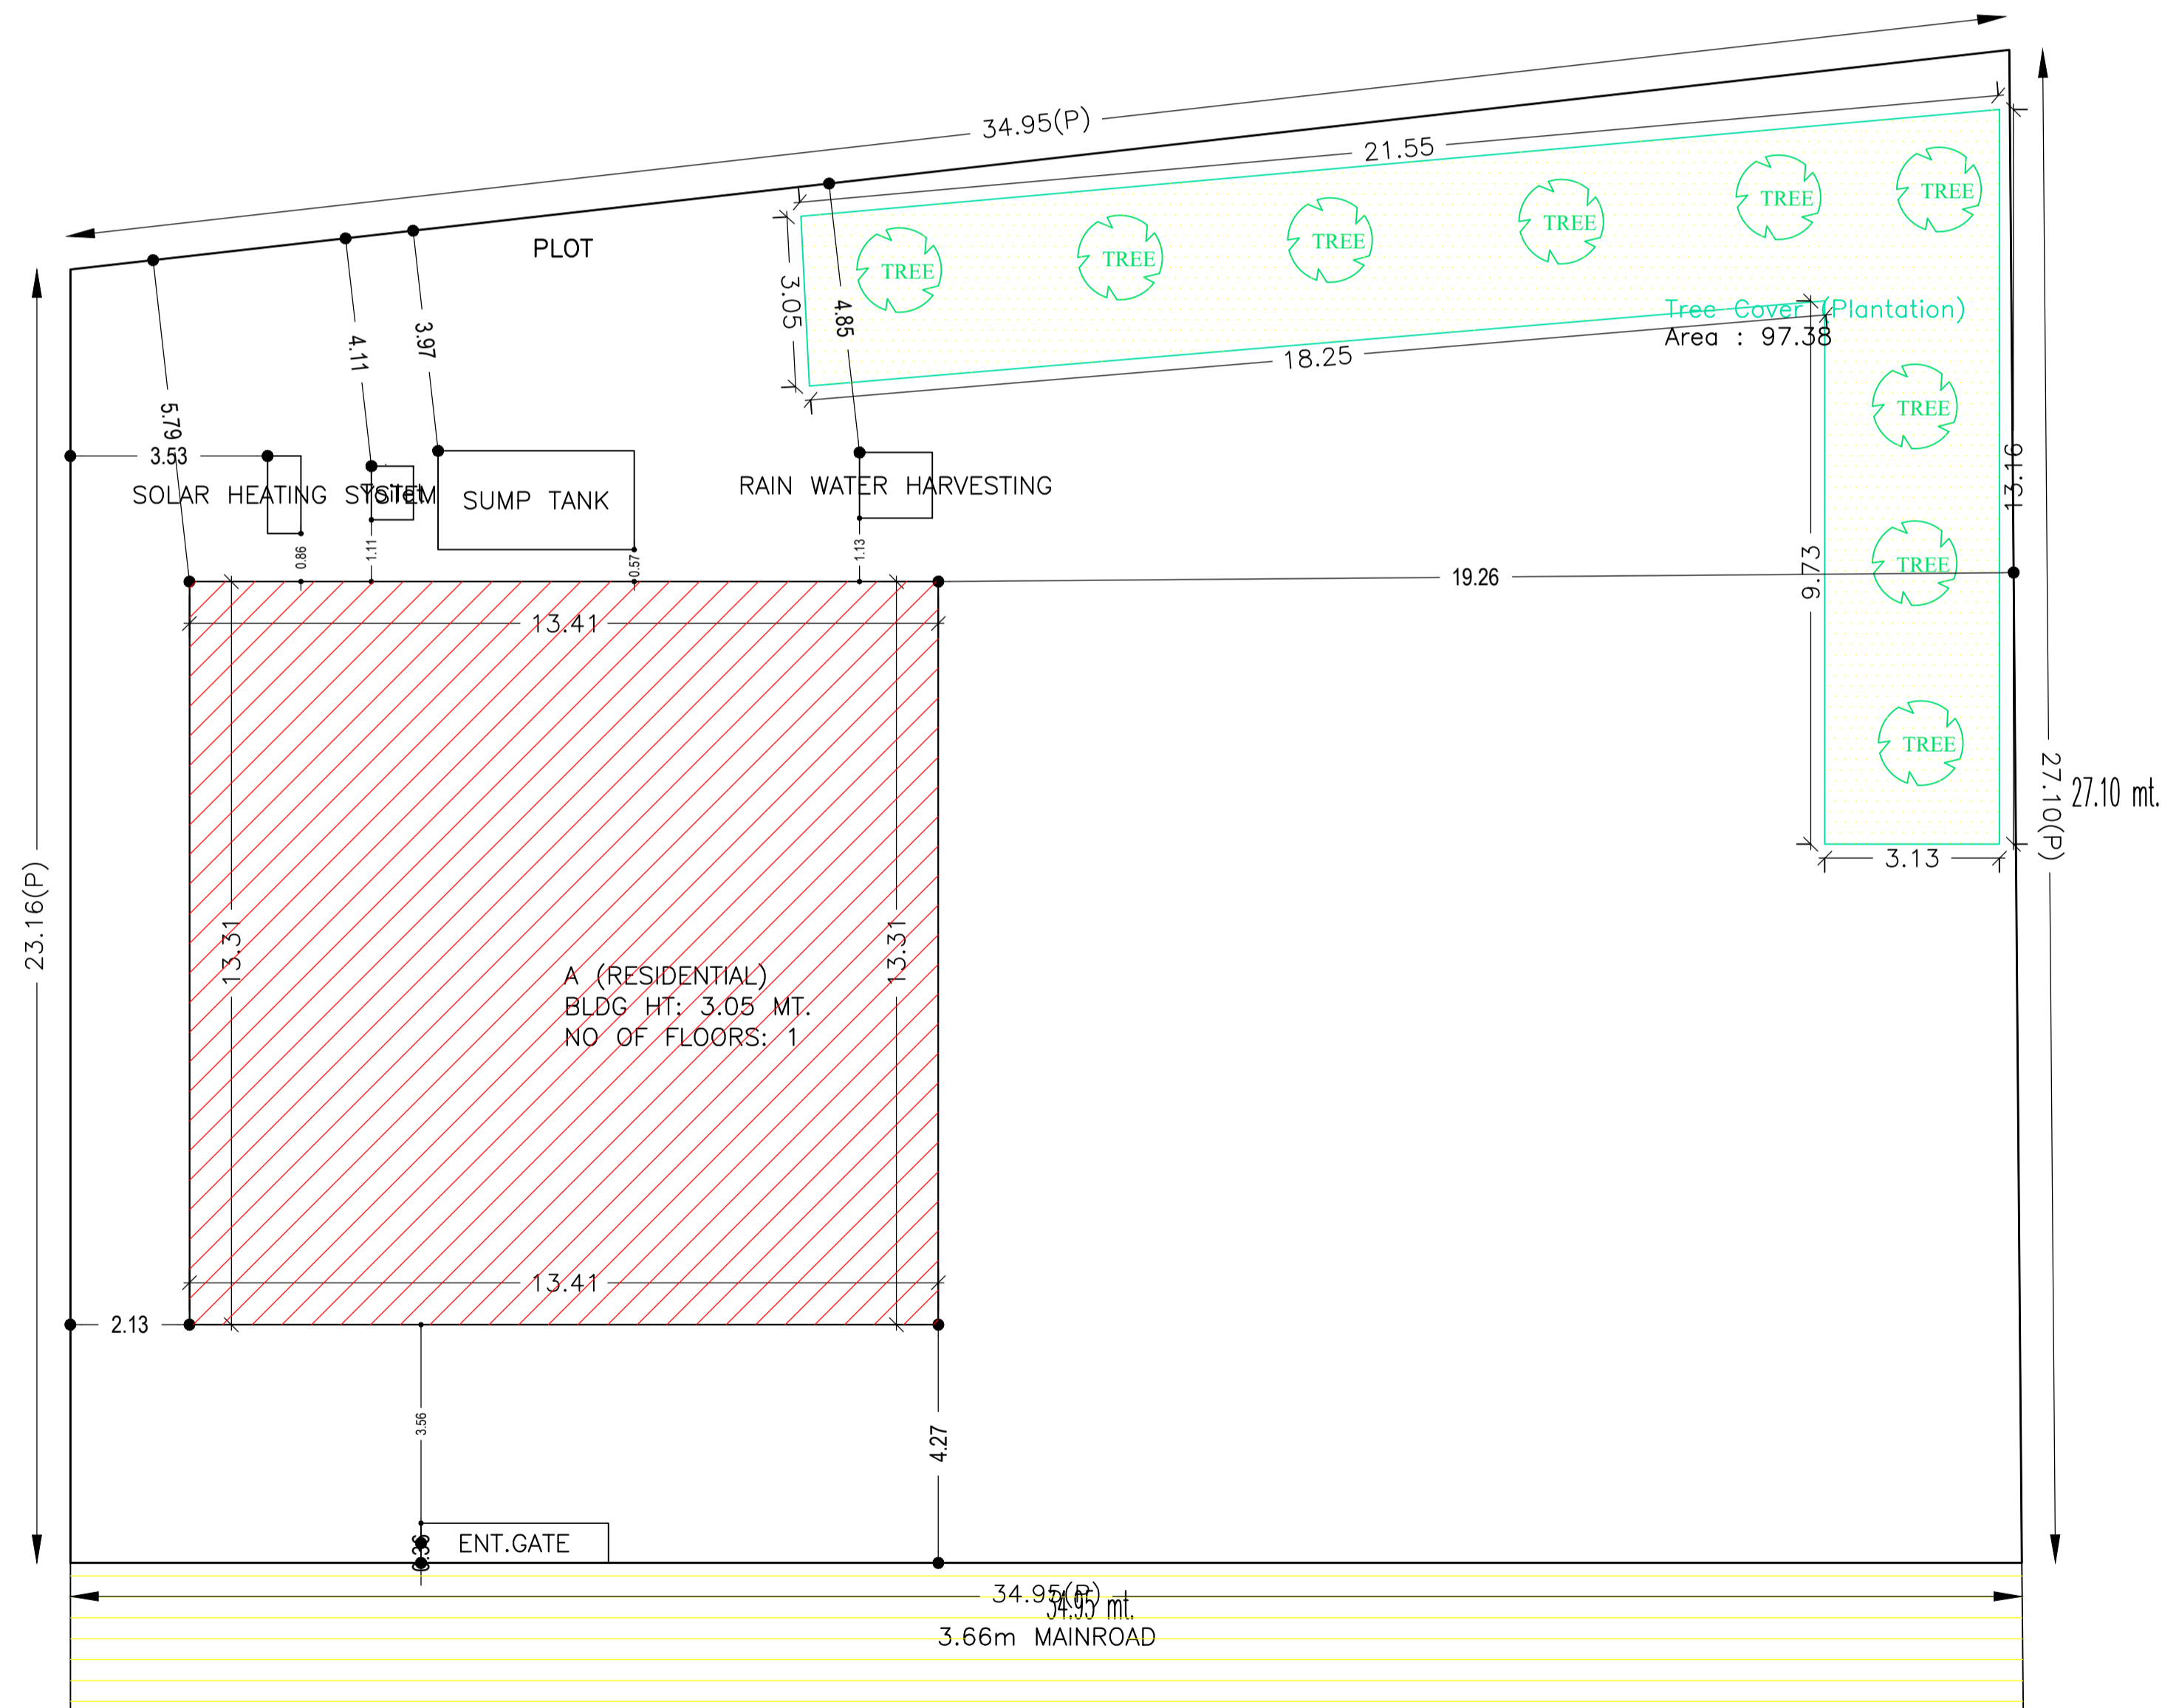 34.95(P)
21.55
TREE
TREE
TREE
TREE
TREE
TREE
PLOT
3.05
4.85
3.97
4.11
5.79
Tree Cover (Plantation)
Area : 97.38
18.25
TREE
3.53
13.16
SOLAR HEATING SYSTEM
Toilet
SUMP TANK
RAIN WATER HARVESTING
0.86
1.11
0.57
1.13
19.26
9.73
TREE
13.41
TREE
27.10(P)
27.10 mt.
3.13
23.16(P)
13.31
13.31
A (RESIDENTIAL)
BLDG HT: 3.05 MT.
NO OF FLOORS: 1
13.41
2.13
3.56
4.27
ENT.GATE
34.95(P)
34.95 mt.
3.66m MAINROAD